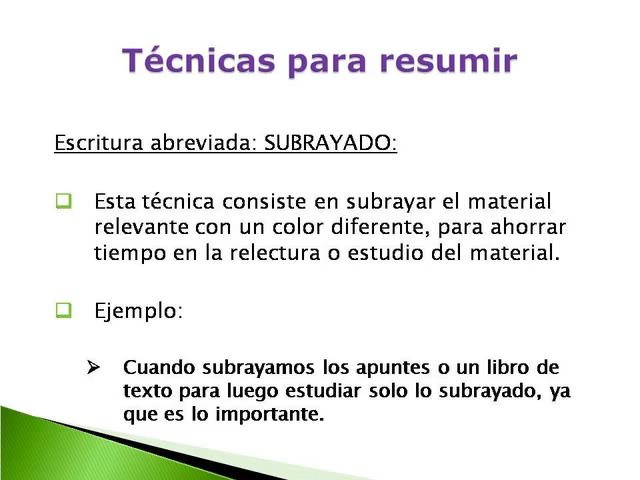 Técnicas para resumir
Escritura abreviada: SUBRAYADO:
Esta técnica consiste en subrayar el material
relevante con un color diferente, para ahorrar
tiempo en la relectura o estudio del material.
Ejemplo:
Cuando subrayamos los apuntes o un libro de
texto para luego estudiar solo lo subrayado, ya
que es lo importante.